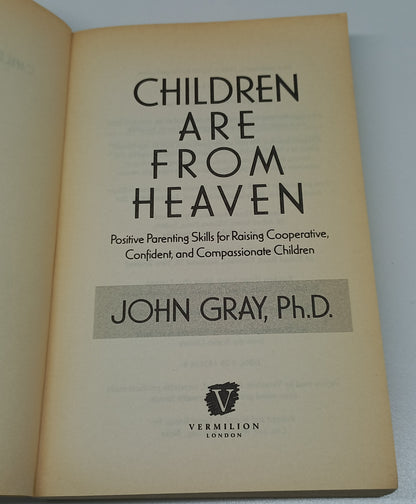 CHILDREN
ARE
FROM
HEAVEN
Positive Parenting Skills for Raising Cooperative,
Confident, and Compassionate Children
JOHN GRAY, Ph.D.
V
VERMILION
LONDON